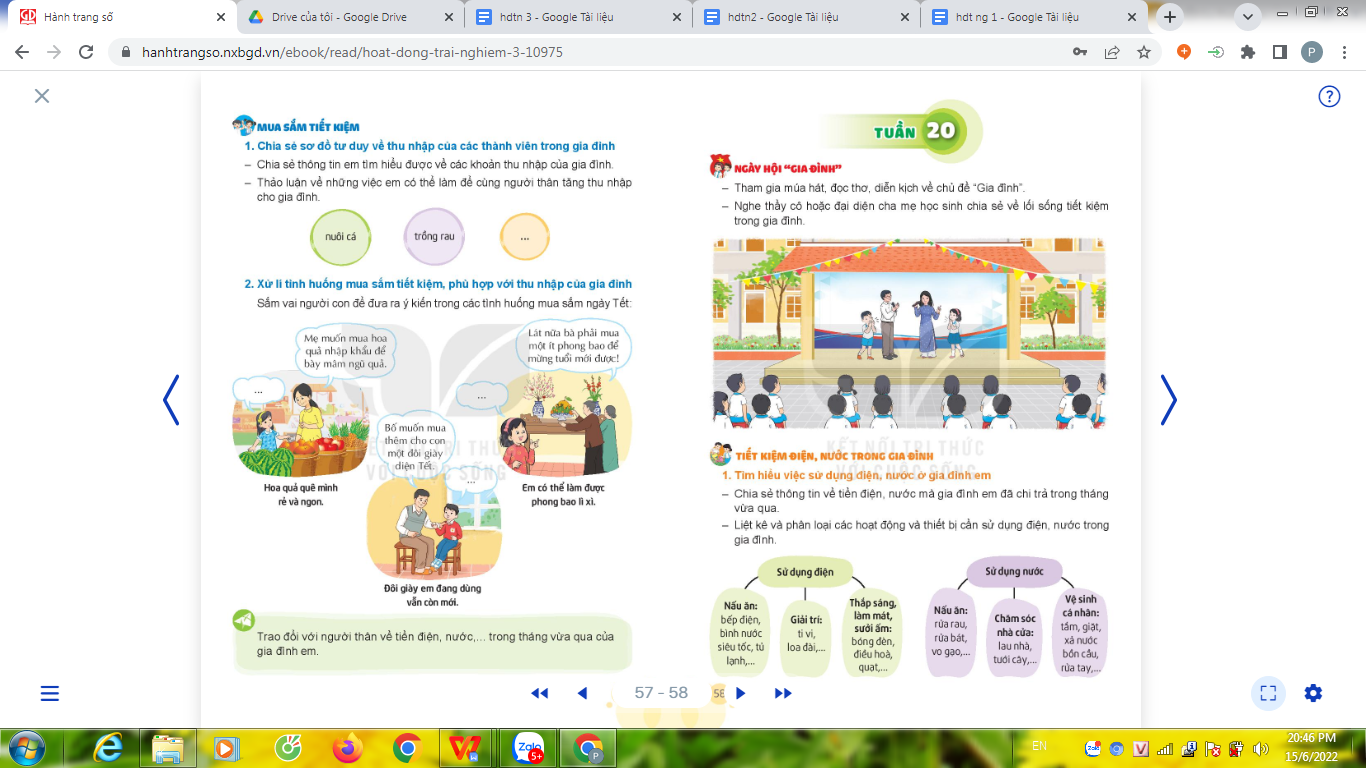 Hành trang số
Drive của tôi - Google Drive
hdtn 3 - Google Tài liệu
hdtn2 - Google Tài liệu
hdt ng 1 - Google Tài liệu
hanhtrangso.nxbgd.vn/ebook/read/hoat-dong-trai-nghiem-3-10975
P
MUA SẮM TIẾT KIỆM
1. Chia sẻ sơ đồ tư duy về thu nhập của các thành viên trong gia đình
– Chia sẻ thông tin em tìm hiểu được về các khoản thu nhập của gia đình.
– Thảo luận về những việc em có thể làm để cùng người thân tăng thu nhập
cho gia đình.
nuôi cá
trồng rau
...
2. Xử lí tình huống mua sắm tiết kiệm, phù hợp với thu nhập của gia đình
Sắm vai người con để đưa ra ý kiến trong các tình huống mua sắm ngày Tết:
Mẹ muốn mua hoa
quả nhập khẩu để
bày mâm ngũ quả.
...
Hoa quả quê mình
rẻ và ngon.
Bố muốn mua
thêm cho con
một đôi giày
diện Tết.
...
Đôi giày em đang dùng
vẫn còn mới.
Lát nữa bà phải mua
một ít phong bao để
mừng tuổi mới được!
...
Em có thể làm được
phong bao lì xì.
Trao đổi với người thân về tiền điện, nước,... trong tháng vừa qua của
gia đình em.
TUẦN 20
NGÀY HỘI “GIA ĐÌNH”
– Tham gia múa hát, đọc thơ, diễn kịch về chủ đề “Gia đình”.
– Nghe thầy cô hoặc đại diện cha mẹ học sinh chia sẻ về lối sống tiết kiệm
trong gia đình.
KẾT NỐI TRI THỨC
VỚI CUỘC SỐNG
TIẾT KIỆM ĐIỆN, NƯỚC TRONG GIA ĐÌNH
1. Tìm hiểu việc sử dụng điện, nước ở gia đình em
– Chia sẻ thông tin về tiền điện, nước mà gia đình em đã chi trả trong tháng
vừa qua.
– Liệt kê và phân loại các hoạt động và thiết bị cần sử dụng điện, nước trong
gia đình.
Sử dụng điện
Nấu ăn:
bếp điện,
bình nước
siêu tốc, tủ
lạnh,...
Giải trí:
ti vi,
loa đài,...
Thắp sáng,
làm mát,
sưởi ấm:
bóng đèn,
điều hoà,
quạt,...
Sử dụng nước
Nấu ăn:
rửa rau,
rửa bát,
vo gạo,...
Chăm sóc
nhà cửa:
lau nhà,
tưới cây,...
Vệ sinh
cá nhân:
tắm, giặt,
xả nước
bồn cầu,
rửa tay,...
57 - 58
58
Zalo
5+
P
EN
20:46 PM
15/6/2022